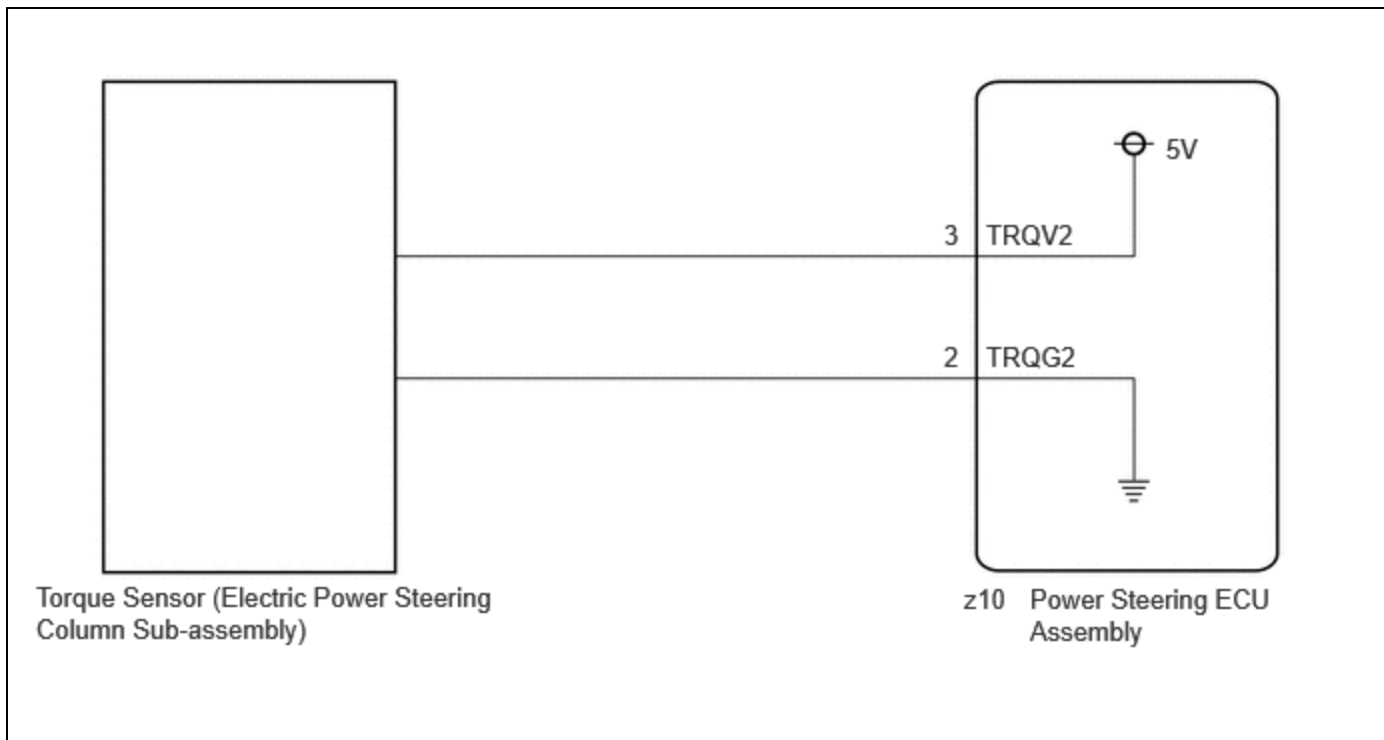 5V
3 TRQV2
2 TRQG2
Torque Sensor (Electric Power Steering
Column Sub-assembly)
z10 Power Steering ECU
Assembly